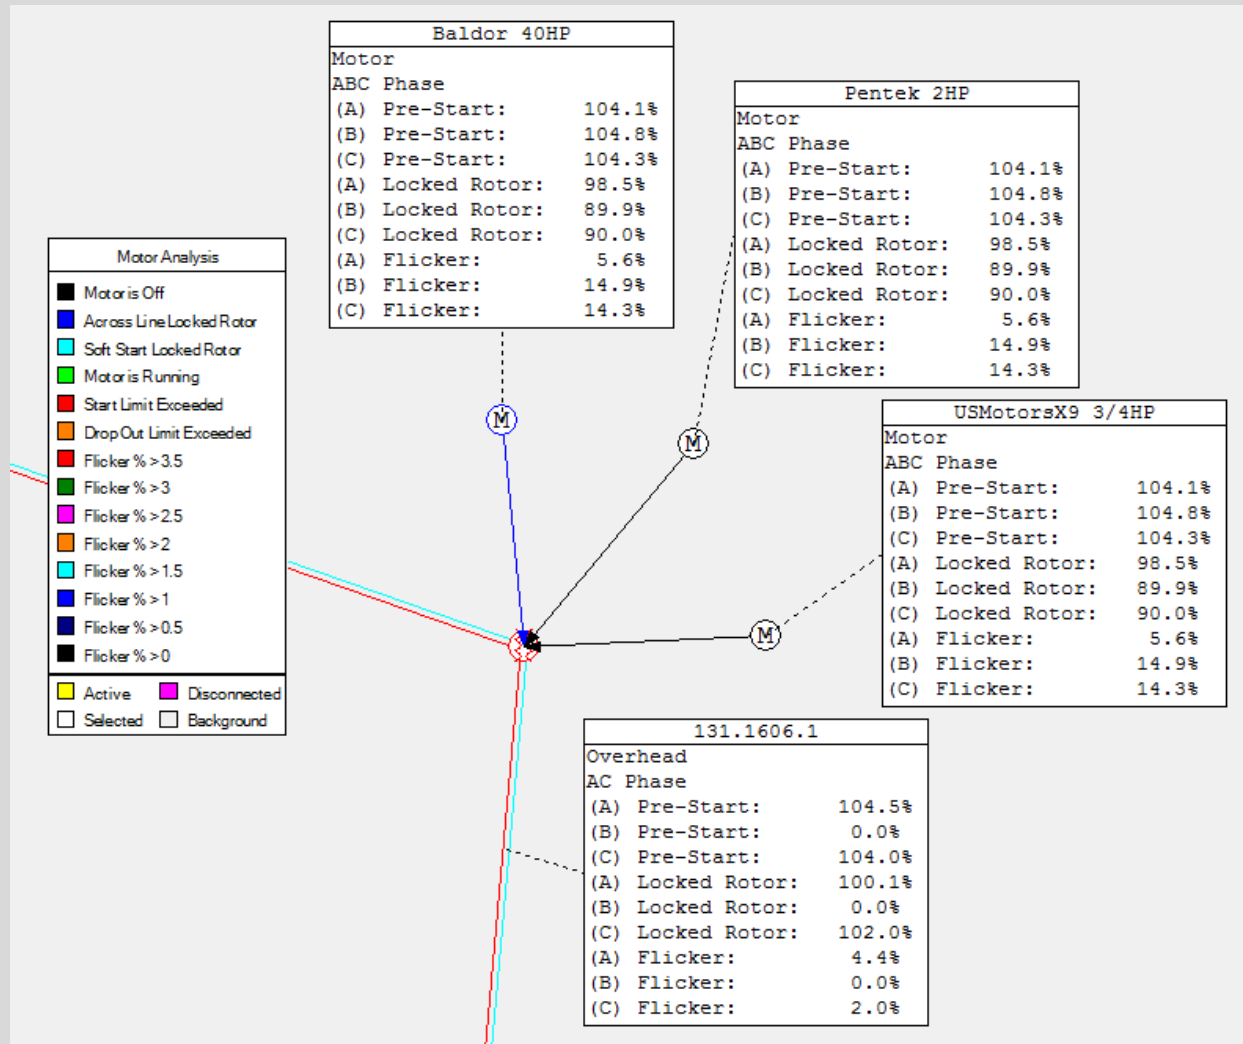 Baldor 40HP
Motor
ABC Phase
(A) Pre-Start: 104.1%
(B) Pre-Start: 104.8%
(C) Pre-Start: 104.3%
(A) Locked Rotor: 98.5%
(B) Locked Rotor: 89.9%
(C) Locked Rotor: 90.0%
(A) Flicker: 5.6%
(B) Flicker: 14.9%
(C) Flicker: 14.3%
Pentek 2HP
Motor
ABC Phase
(A) Pre-Start: 104.1%
(B) Pre-Start: 104.8%
(C) Pre-Start: 104.3%
(A) Locked Rotor: 98.5%
(B) Locked Rotor: 89.9%
(C) Locked Rotor: 90.0%
(A) Flicker: 5.6%
(B) Flicker: 14.9%
(C) Flicker: 14.3%
Motor Analysis
Motor is Off
Across Line Locked Rotor
Soft Start Locked Rotor
Motor is Running
Start Limit Exceeded
Drop Out Limit Exceeded
Flicker % > 3.5
Flicker % > 3
Flicker % > 2.5
Flicker % > 2
Flicker % > 1.5
Flicker % > 1
Flicker % > 0.5
Flicker % > 0
Active Disconnected
Selected Background
M
M
M
USMotorsX9 3/4HP
Motor
ABC Phase
(A) Pre-Start: 104.1%
(B) Pre-Start: 104.8%
(C) Pre-Start: 104.3%
(A) Locked Rotor: 98.5%
(B) Locked Rotor: 89.9%
(C) Locked Rotor: 90.0%
(A) Flicker: 5.6%
(B) Flicker: 14.9%
(C) Flicker: 14.3%
131.1606.1
Overhead
AC Phase
(A) Pre-Start: 104.5%
(B) Pre-Start: 0.0%
(C) Pre-Start: 104.0%
(A) Locked Rotor: 100.1%
(B) Locked Rotor: 0.0%
(C) Locked Rotor: 102.0%
(A) Flicker: 4.4%
(B) Flicker: 0.0%
(C) Flicker: 2.0%